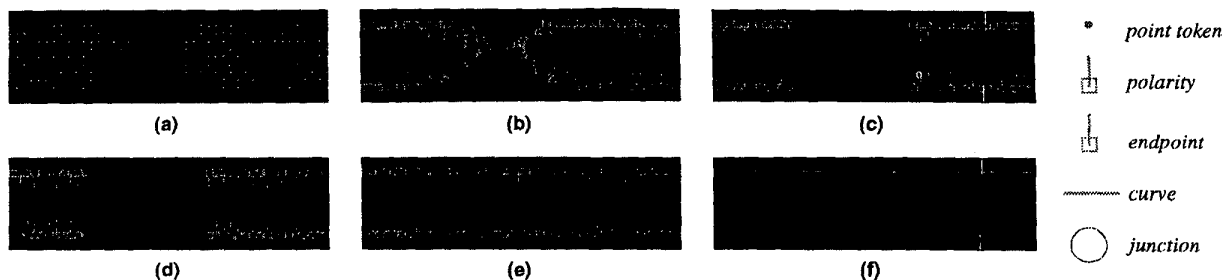 (a)
(b)
(c)
(d)
(e)
(f)
point token
polarity
endpoint
curve
junction